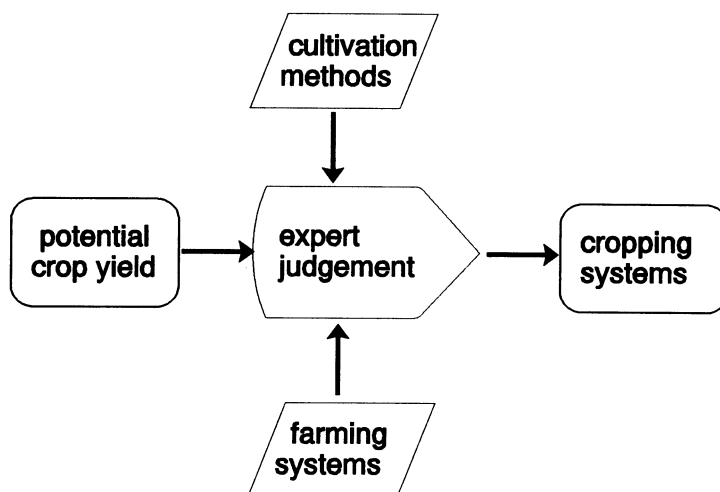 cultivation
methods
potential
crop yield
expert
judgement
cropping
systems
farming
systems